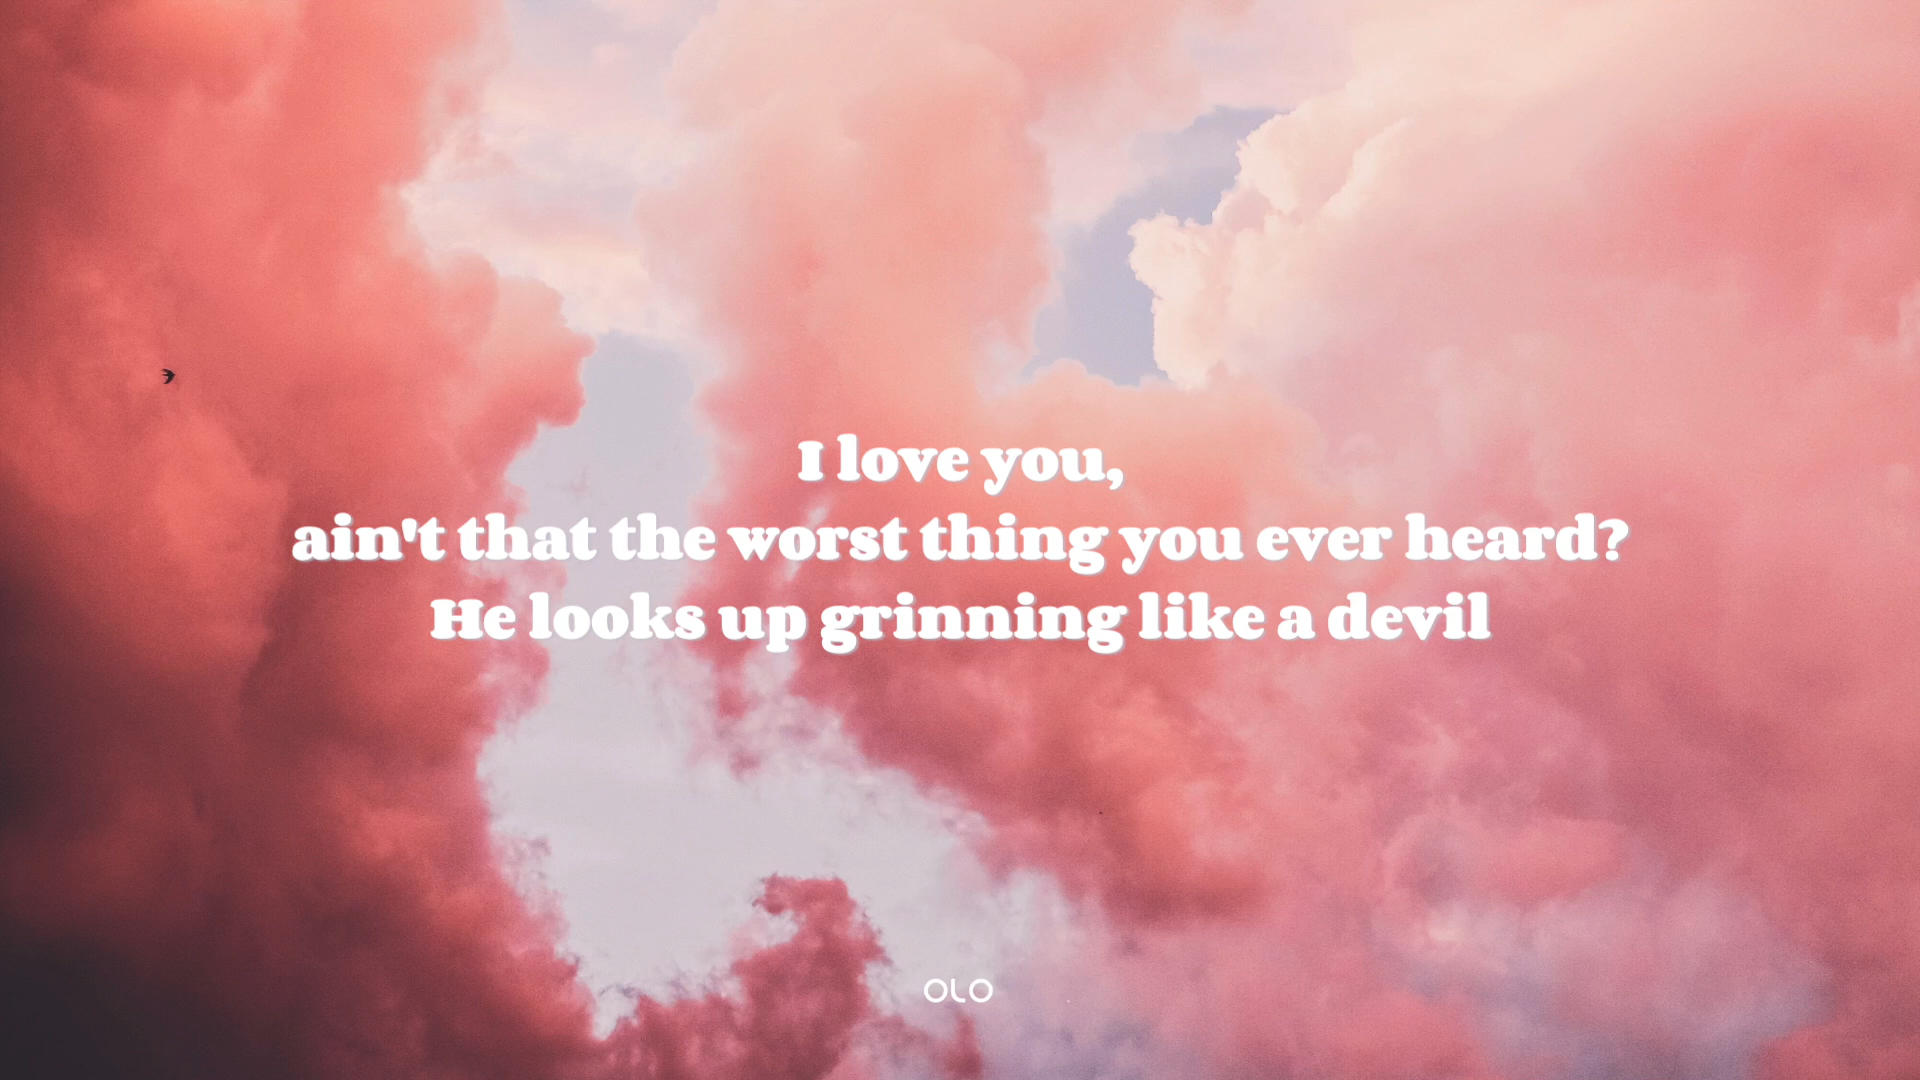 I love you,
ain't that the worst thing you ever heard?
He looks up grinning like a devil
OLO